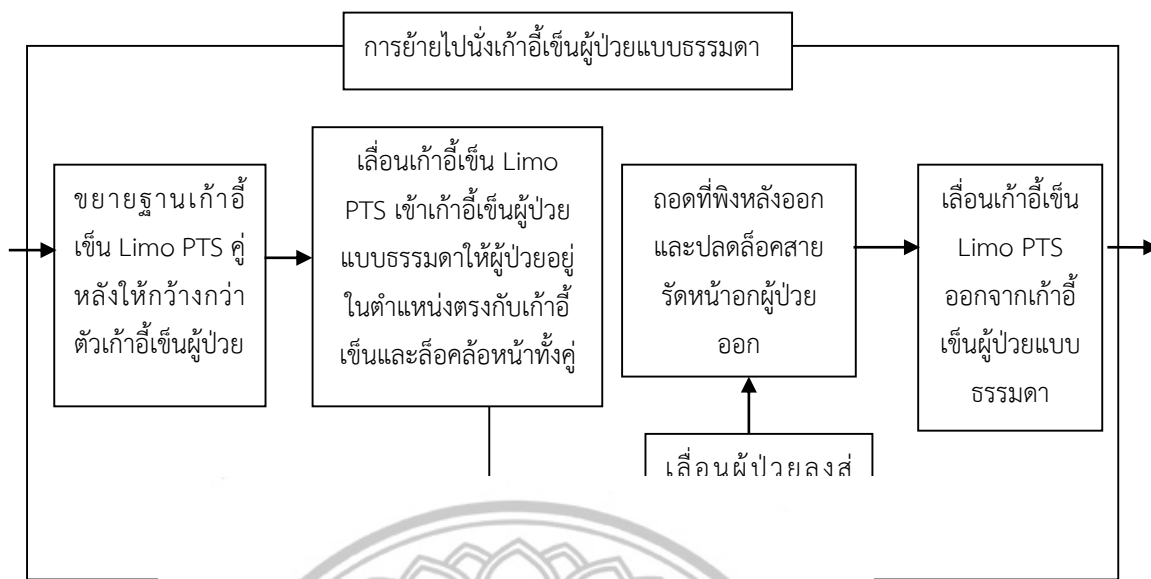 การย้ายไปนั่งเก้าอี้เข็นผู้ป่วยแบบธรรมดา
ขยายฐานเก้าอี้
เข็น Limo PTS คู่
หลังให้กว้างกว่า
ตัวเก้าอี้เข็นผู้ป่วย
เลื่อนเก้าอี้เข็น Limo
PTS เข้าเก้าอี้เข็นผู้ป่วย
แบบธรรมดาให้ผู้ป่วยอยู่
ในตำแหน่งตรงกับเก้าอี้
เข็นและล็อคล้อหน้าทั้งคู่
ถอดที่พิงหลังออก
และปลดล็อคสาย
รัดหน้าอกผู้ป่วย
ออก
เลื่อนเก้าอี้เข็น
Limo PTS
ออกจากเก้าอี้
เข็นผู้ป่วยแบบ
ธรรมดา
เลื่อนผู้ป่วยลงสู่